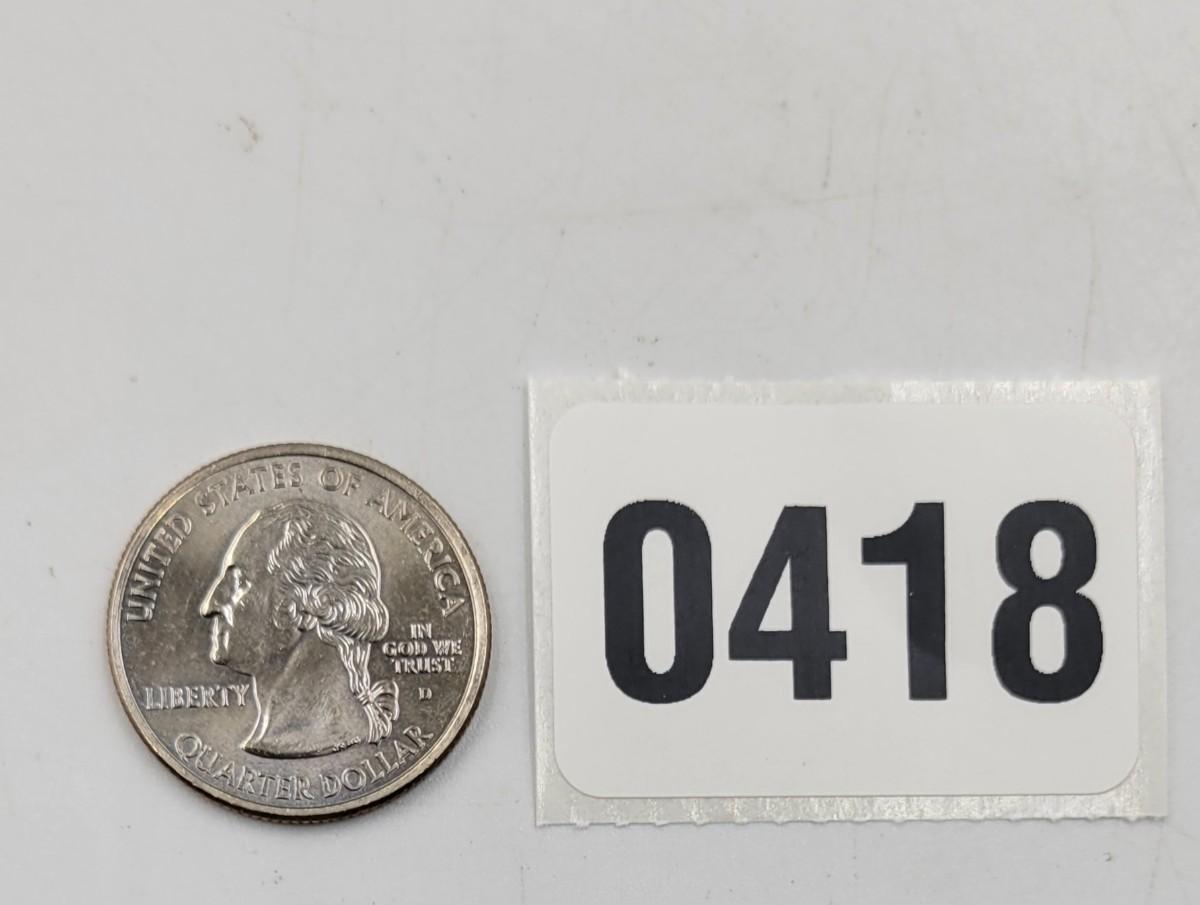 UNITED STATES OF AMERICA
IN
GOD WE
TRUST
D
LIBERTY
QUARTER DOLLAR
0418